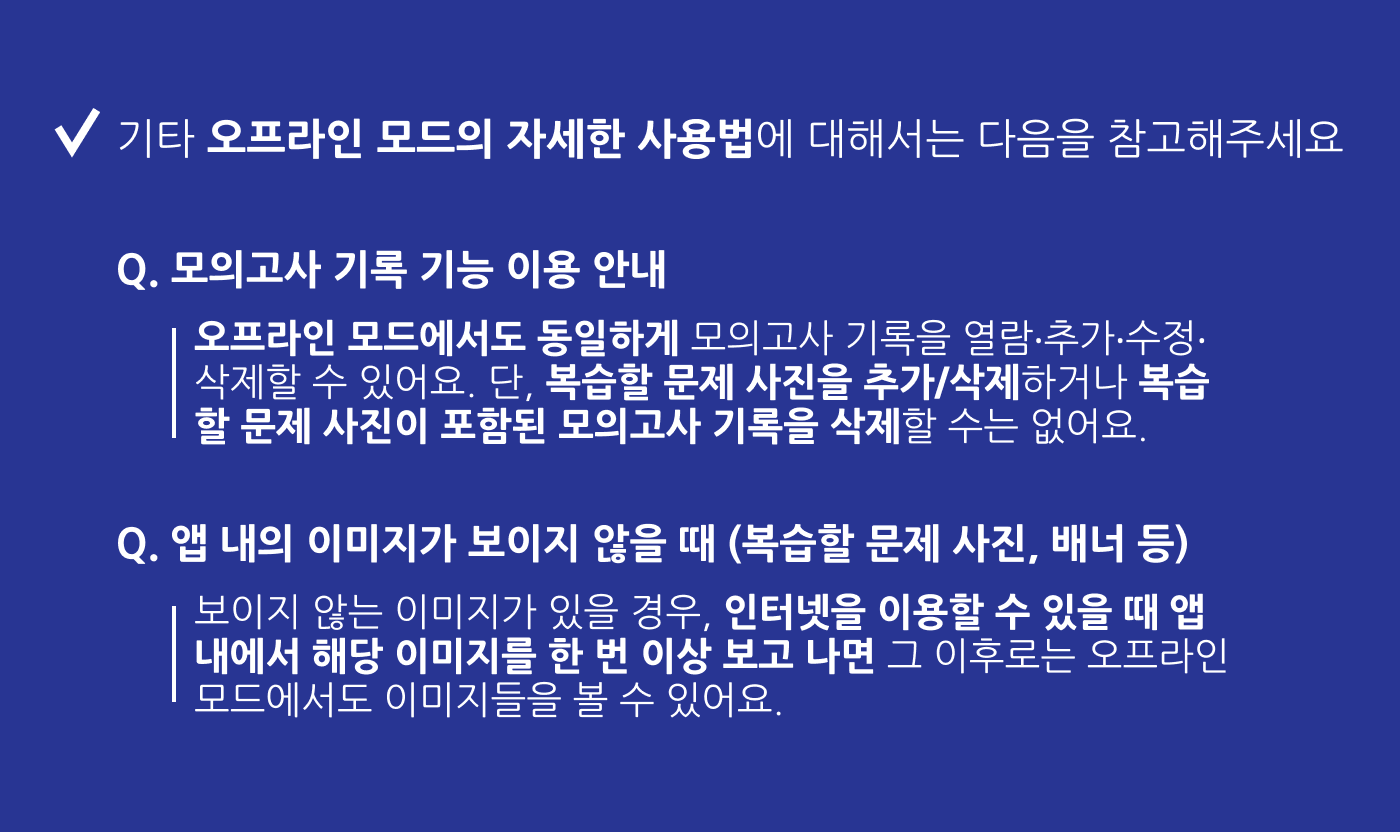 기타 오프라인 모드의 자세한 사용법에 대해서는 다음을 참고해주세요
Q. 모의고사 기록 기능 이용 안내
오프라인 모드에서도 동일하게 모의고사 기록을 열람·추가·수정·
삭제할 수 있어요. 단, 복습할 문제 사진을 추가/삭제하거나 복습
할 문제 사진이 포함된 모의고사 기록을 삭제할 수는 없어요.
Q. 앱 내의 이미지가 보이지 않을 때 (복습할 문제 사진, 배너 등)
보이지 않는 이미지가 있을 경우, 인터넷을 이용할 수 있을 때 앱
내에서 해당 이미지를 한 번 이상 보고 나면 그 이후로는 오프라인
모드에서도 이미지들을 볼 수 있어요.